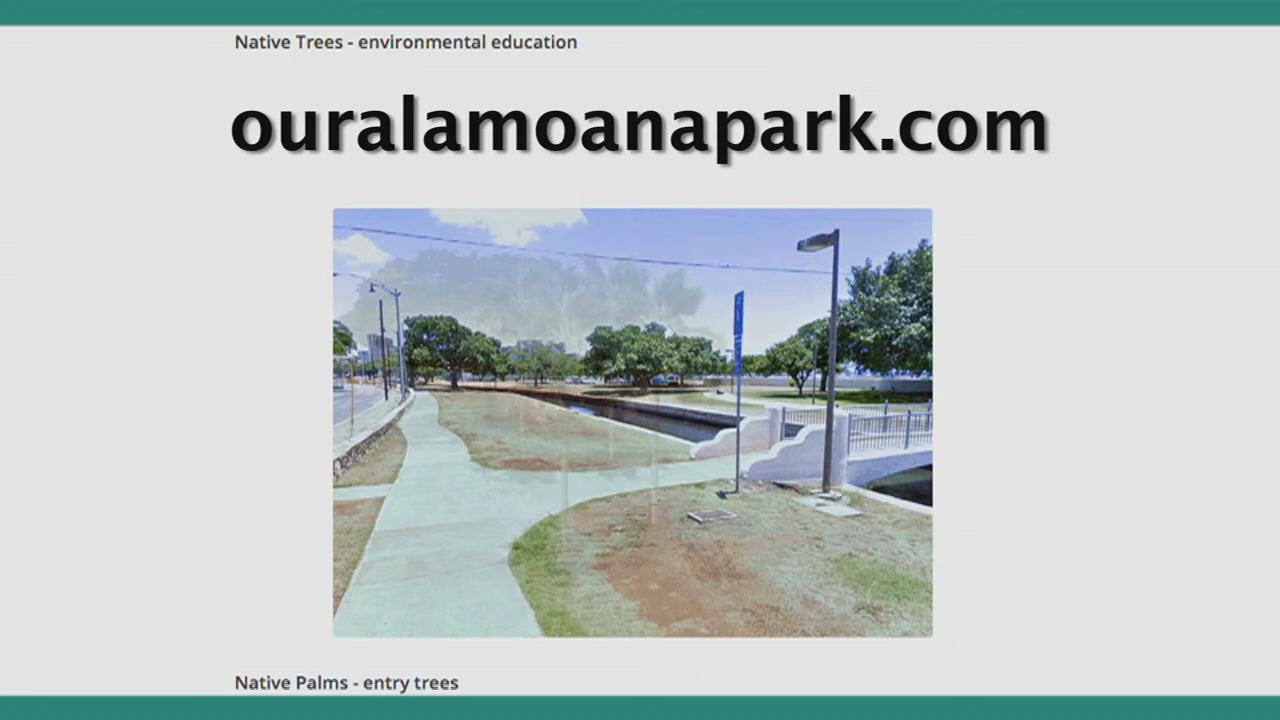 Native Trees - environmental education
ouralamoanapark.com
Native Palms - entry trees